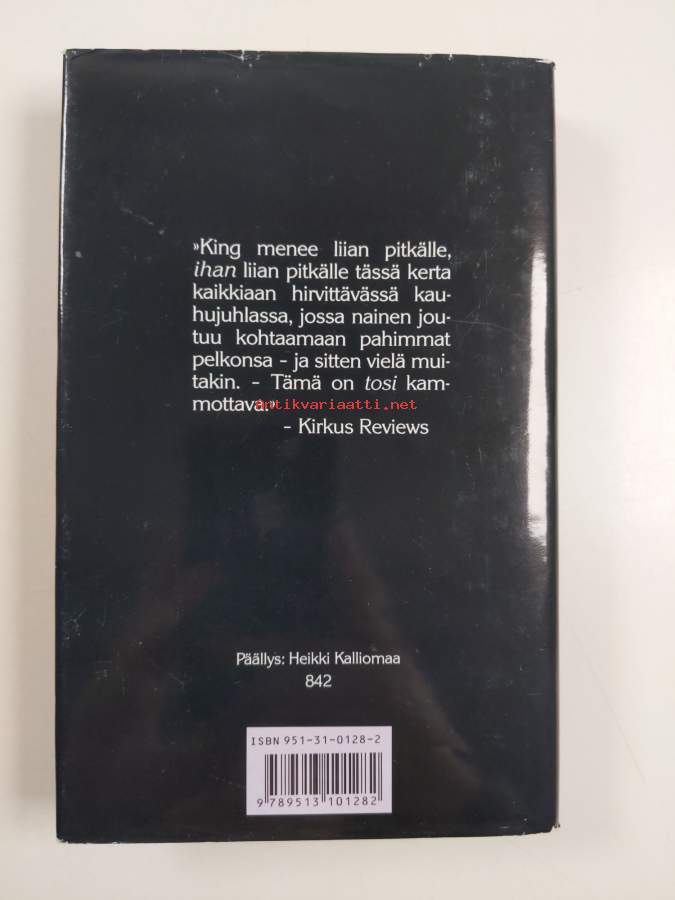 »King menee liian pitkälle,
ihan liian pitkälle tässä kerta
kaikkiaan hirvittävässä kau-
hujuhlassa, jossa nainen jou-
tuu kohtaamaan pahimmat
pelkonsa - ja sitten vielä mui-
takin. - Tämä on tosi kam-
mottava.»
antikvariaatti.net
- Kirkus Reviews
Päällys: Heikki Kalliomaa
842
ISBN 951-31-0128-2
9 789513 101282